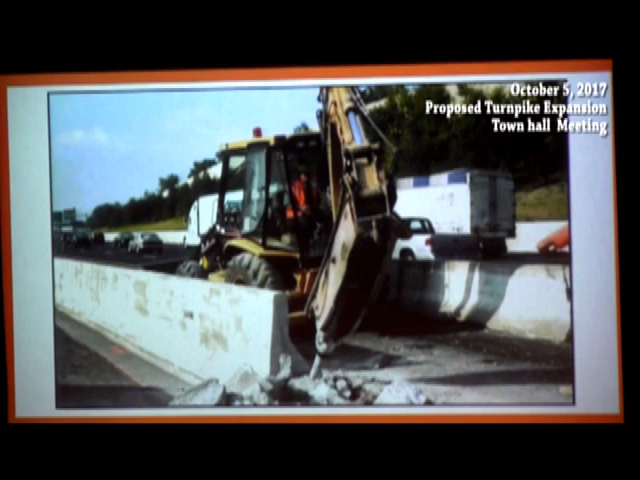 October 5, 2017
Proposed Turnpike Expansion
Town hall Meeting